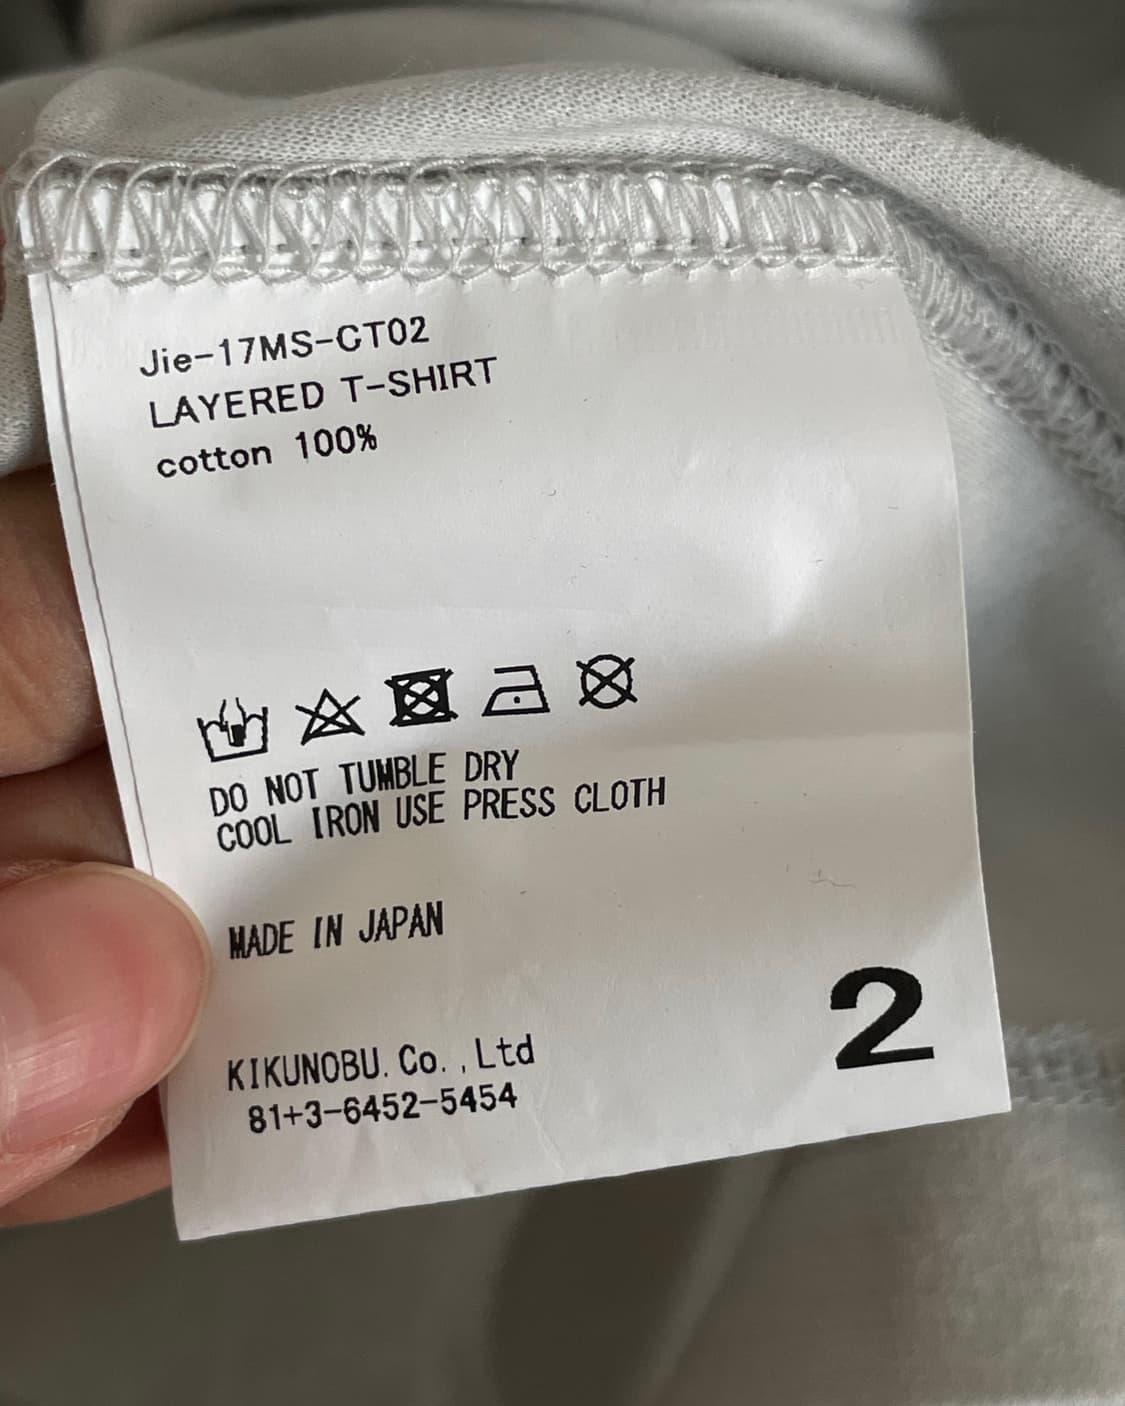 Jie-17MS-CT02
LAYERED T-SHIRT
cotton 100%
DO NOT TUMBLE DRY
COOL IRON USE PRESS CLOTH
MADE IN JAPAN
KIKUNOBU. Co. , Ltd
81+3-6452-5454
2